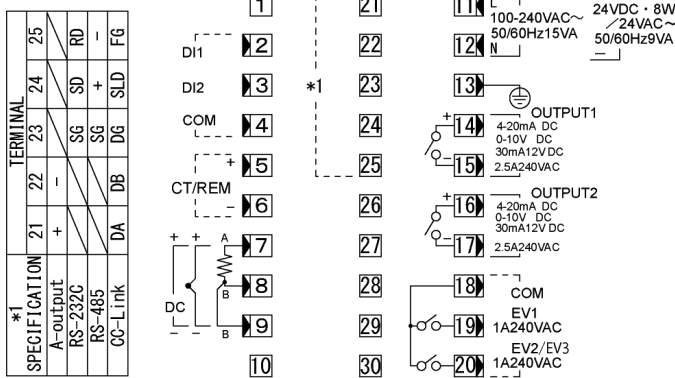 *1 TERMINAL
SPECIFICATION 21 22 23 24 25
A-output + −
RS-232C SG SD RD
RS-485 SG + −
CC-Link DA DB DG SLD FG
1
DI1 2
DI2 3
COM 4
CT/REM
+ 5
− 6
+ + A 7
B 8
DC
− − B 9
10
*1
21
22
23
24
25
26
27
28
29
30
11 L
100-240VAC~
50/60Hz15VA
12 N
24VDC・8W
/24VAC~
50/60Hz9VA
−
13
OUTPUT1
+ 14 4-20mA DC
0-10V DC
30mA12V DC
− 15 2.5A240VAC
OUTPUT2
+ 16 4-20mA DC
0-10V DC
30mA12V DC
− 17 2.5A240VAC
18 COM
EV1
19 1A240VAC
EV2/EV3
20 1A240VAC